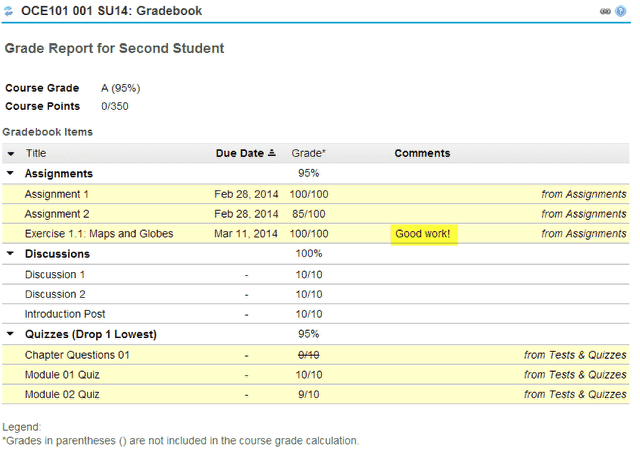 OCE101 001 SU14: Gradebook
Grade Report for Second Student
Course Grade A (95%)
Course Points 0/350
Gradebook Items
Title Due Date Grade* Comments
Assignments 95%
Assignment 1 Feb 28, 2014 100/100 from Assignments
Assignment 2 Feb 28, 2014 85/100 from Assignments
Exercise 1.1: Maps and Globes Mar 11, 2014 100/100 Good work! from Assignments
Discussions 100%
Discussion 1 - 10/10
Discussion 2 - 10/10
Introduction Post - 10/10
Quizzes (Drop 1 Lowest) 95%
Chapter Questions 01 - 0/10 from Tests & Quizzes
Module 01 Quiz - 10/10 from Tests & Quizzes
Module 02 Quiz - 9/10 from Tests & Quizzes
Legend:
*Grades in parentheses () are not included in the course grade calculation.